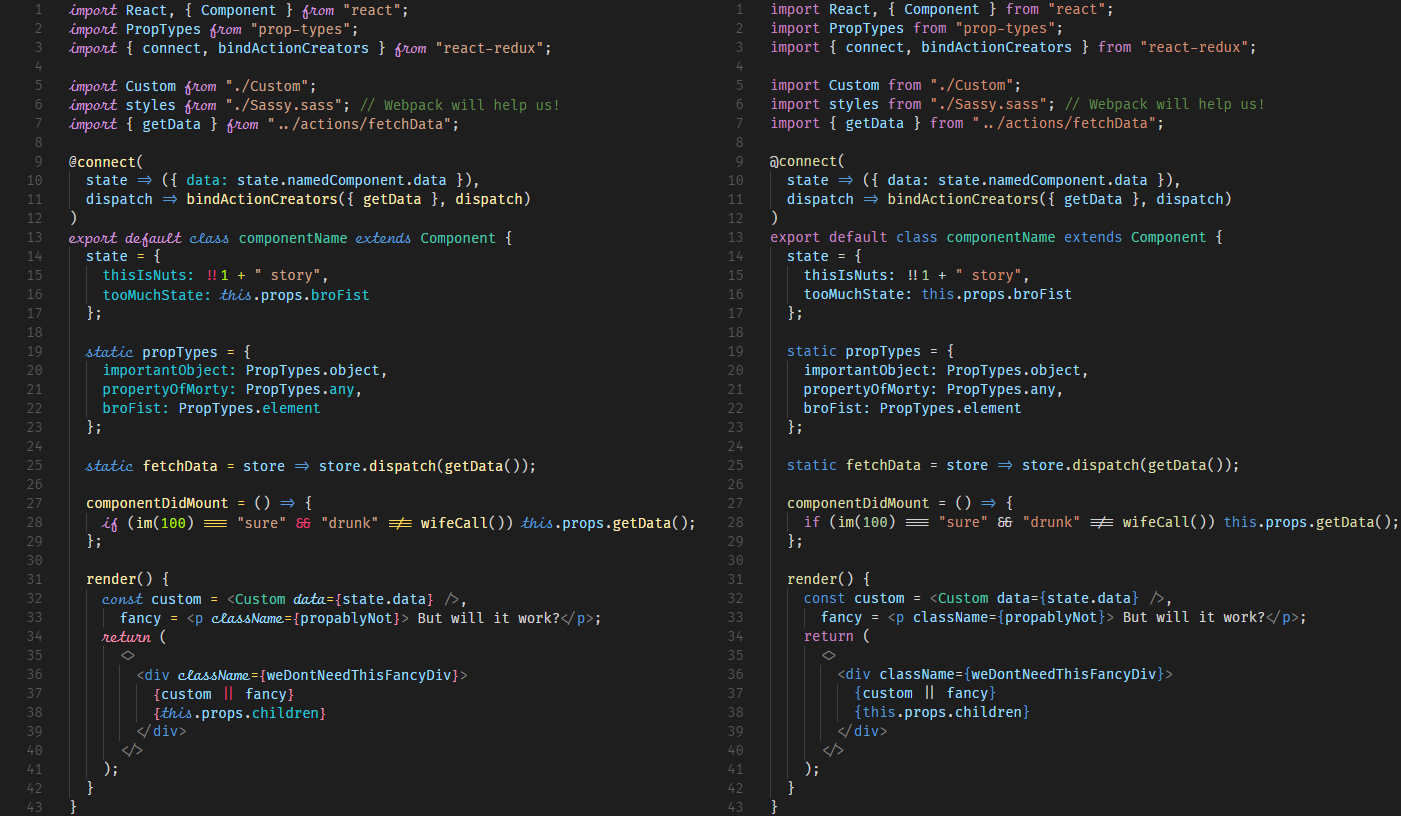 1 import React, { Component } from "react";
2 import PropTypes from "prop-types";
3 import { connect, bindActionCreators } from "react-redux";
4
5 import Custom from "./Custom";
6 import styles from "./Sassy.sass"; // Webpack will help us!
7 import { getData } from "../actions/fetchData";
8
9 @connect(
10 state => ({ data: state.namedComponent.data }),
11 dispatch => bindActionCreators({ getData }, dispatch)
12 )
13 export default class componentName extends Component {
14 state = {
15 thisIsNuts: !!1 + " story",
16 tooMuchState: this.props.broFist
17 };
18
19 static propTypes = {
20 importantObject: PropTypes.object,
21 propertyOfMorty: PropTypes.any,
22 broFist: PropTypes.element
23 };
24
25 static fetchData = store => store.dispatch(getData());
26
27 componentDidMount = () => {
28 if (im(100) === "sure" && "drunk" !== wifeCall()) this.props.getData();
29 };
30
31 render() {
32 const custom = <Custom data={state.data} />,
33 fancy = <p className={propablyNot}> But will it work?</p>;
34 return (
35 <>
36 <div className={weDontNeedThisFancyDiv}>
37 {custom || fancy}
38 {this.props.children}
39 </div>
40 </>
41 );
42 }
43 }
1 import React, { Component } from "react";
2 import PropTypes from "prop-types";
3 import { connect, bindActionCreators } from "react-redux";
4
5 import Custom from "./Custom";
6 import styles from "./Sassy.sass"; // Webpack will help us!
7 import { getData } from "../actions/fetchData";
8
9 @connect(
10 state => ({ data: state.namedComponent.data }),
11 dispatch => bindActionCreators({ getData }, dispatch)
12 )
13 export default class componentName extends Component {
14 state = {
15 thisIsNuts: !!1 + " story",
16 tooMuchState: this.props.broFist
17 };
18
19 static propTypes = {
20 importantObject: PropTypes.object,
21 propertyOfMorty: PropTypes.any,
22 broFist: PropTypes.element
23 };
24
25 static fetchData = store => store.dispatch(getData());
26
27 componentDidMount = () => {
28 if (im(100) === "sure" && "drunk" !== wifeCall()) this.props.getData();
29 };
30
31 render() {
32 const custom = <Custom data={state.data} />,
33 fancy = <p className={propablyNot}> But will it work?</p>;
34 return (
35 <>
36 <div className={weDontNeedThisFancyDiv}>
37 {custom || fancy}
38 {this.props.children}
39 </div>
40 </>
41 );
42 }
43 }